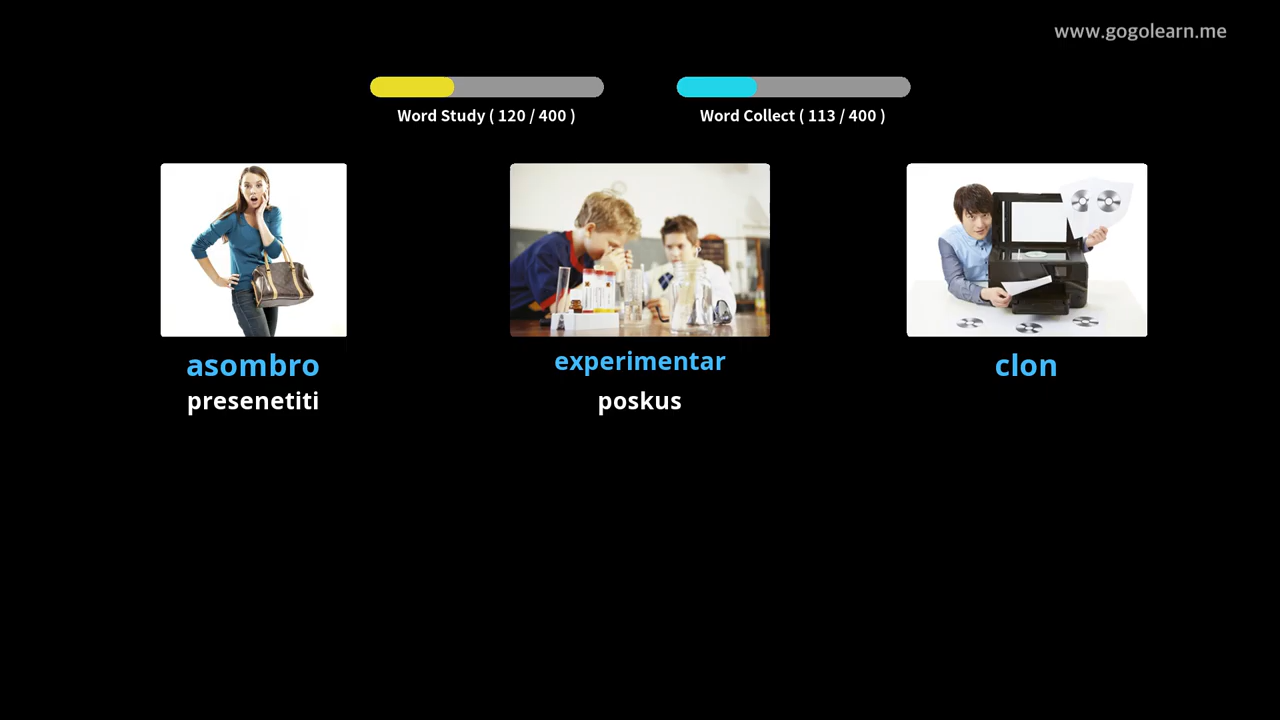 www.gogolearn.me
Word Study ( 120 / 400 )
Word Collect ( 113 / 400 )
asombro
experimentar
clon
presenetiti
poskus